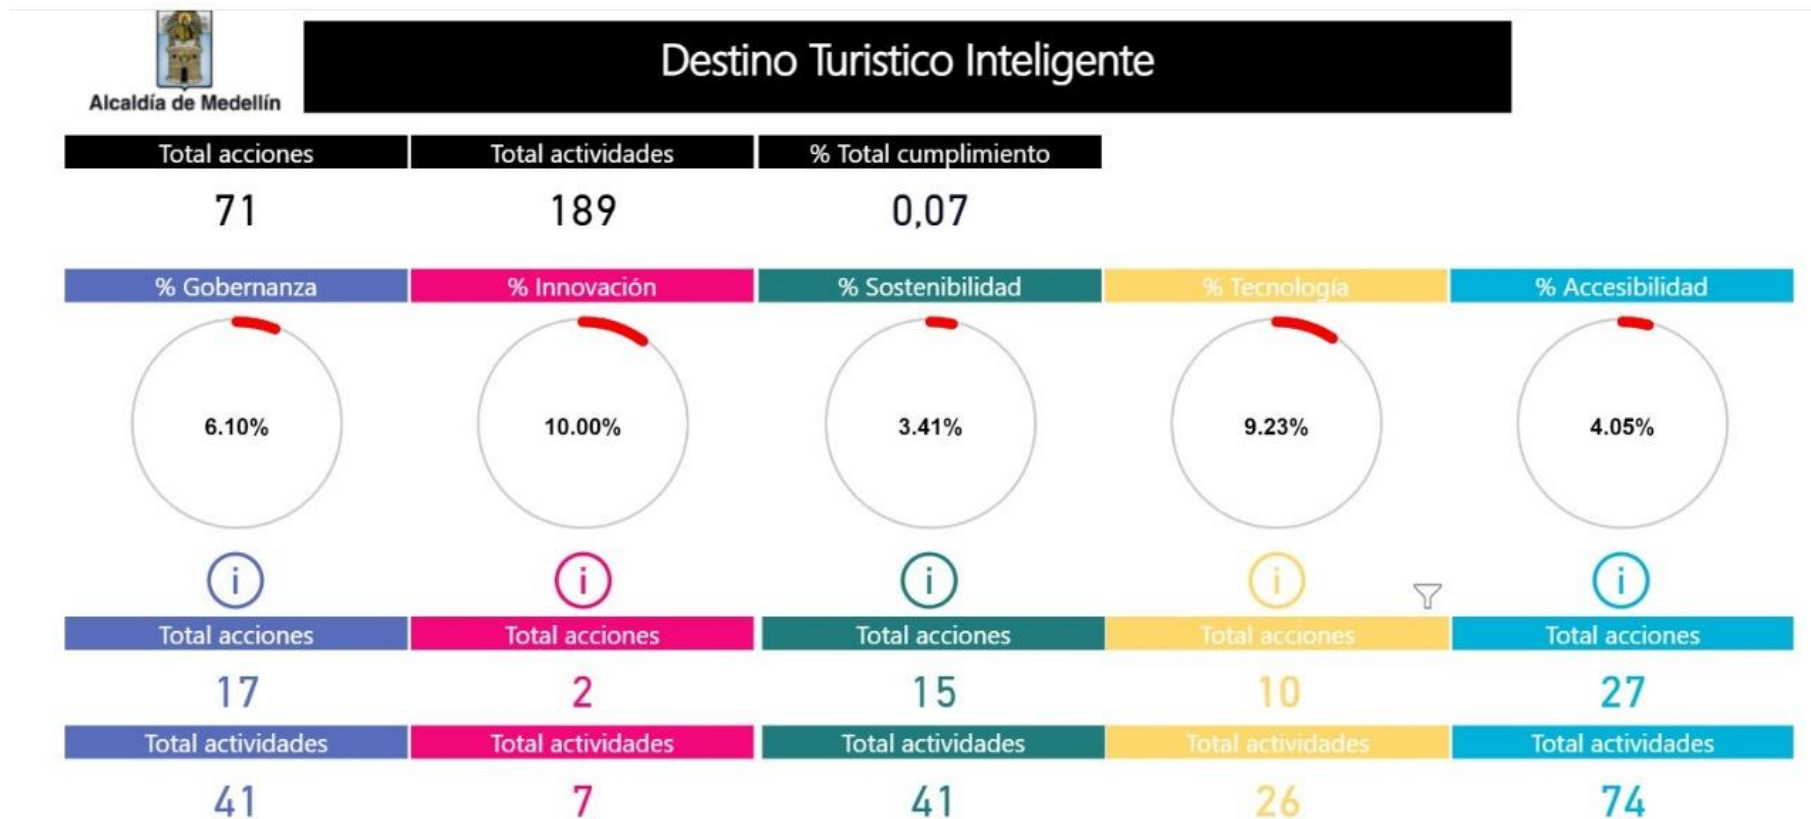 Destino Turistico Inteligente
Alcaldía de Medellín
Total acciones Total actividades % Total cumplimiento
71 189 0,07
% Gobernanza % Innovación % Sostenibilidad % Tecnología % Accesibilidad
6.10% 10.00% 3.41% 9.23% 4.05%
i i i i i
Total acciones Total acciones Total acciones Total acciones Total acciones
17 2 15 10 27
Total actividades Total actividades Total actividades Total actividades Total actividades
41 7 41 26 74